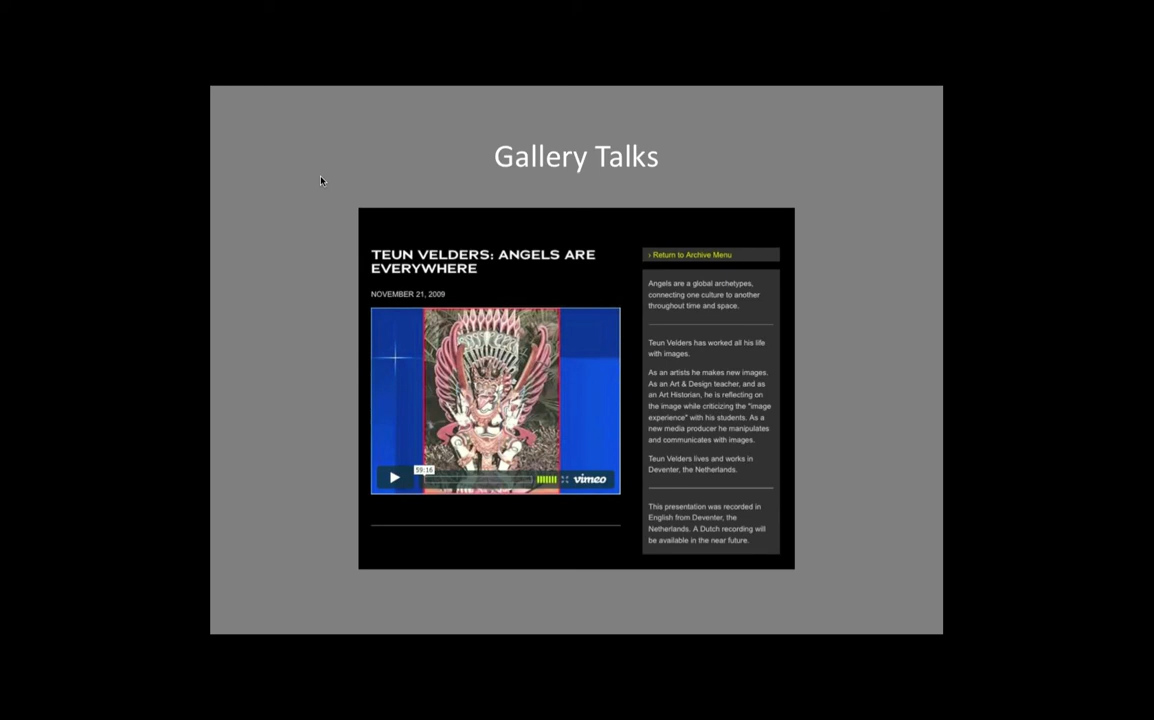 Gallery Talks
TEUN VELDERS: ANGELS ARE
EVERYWHERE
NOVEMBER 21, 2009
59:16
vimeo
› Return to Archive Menu
Angels are a global archetypes,
connecting one culture to another
throughout time and space.
Teun Velders has worked all his life
with images.
As an artists he makes new images.
As an Art & Design teacher, and as
an Art Historian, he is reflecting on
the image while criticizing the "image
experience" with his students. As a
new media producer he manipulates
and communicates with images.
Teun Velders lives and works in
Deventer, the Netherlands.
This presentation was recorded in
English from Deventer, the
Netherlands. A Dutch recording will
be available in the near future.